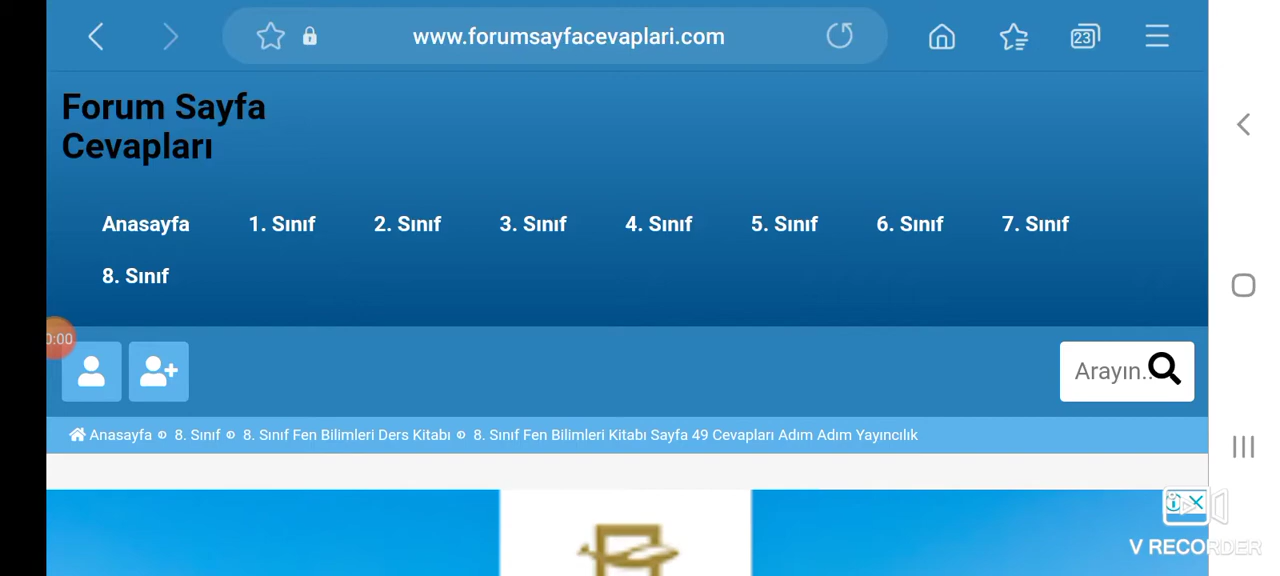 www.forumsayfacevaplari.com
23
Forum Sayfa
Cevapları
Anasayfa 1. Sınıf 2. Sınıf 3. Sınıf 4. Sınıf 5. Sınıf 6. Sınıf 7. Sınıf
8. Sınıf
0:00
Arayın..
Anasayfa 8. Sınıf 8. Sınıf Fen Bilimleri Ders Kitabı 8. Sınıf Fen Bilimleri Kitabı Sayfa 49 Cevapları Adım Adım Yayıncılık
V RECORDER